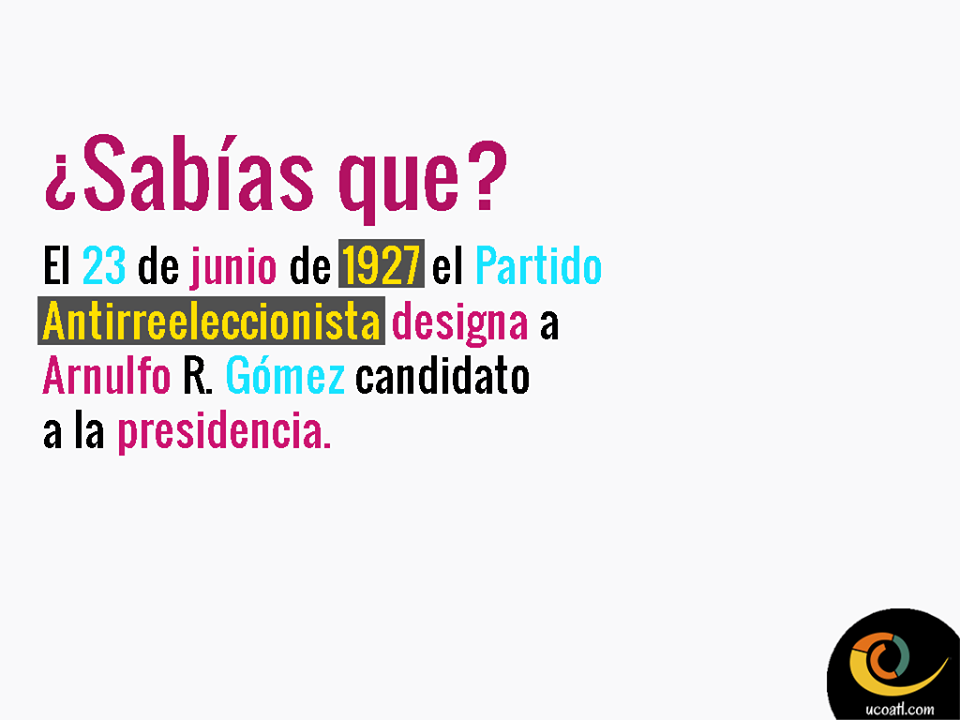 ¿Sabías que?
El 23 de junio de 1927 el Partido
Antirreeleccionista designa a
Arnulfo R. Gómez candidato
a la presidencia.
ucoatl.com